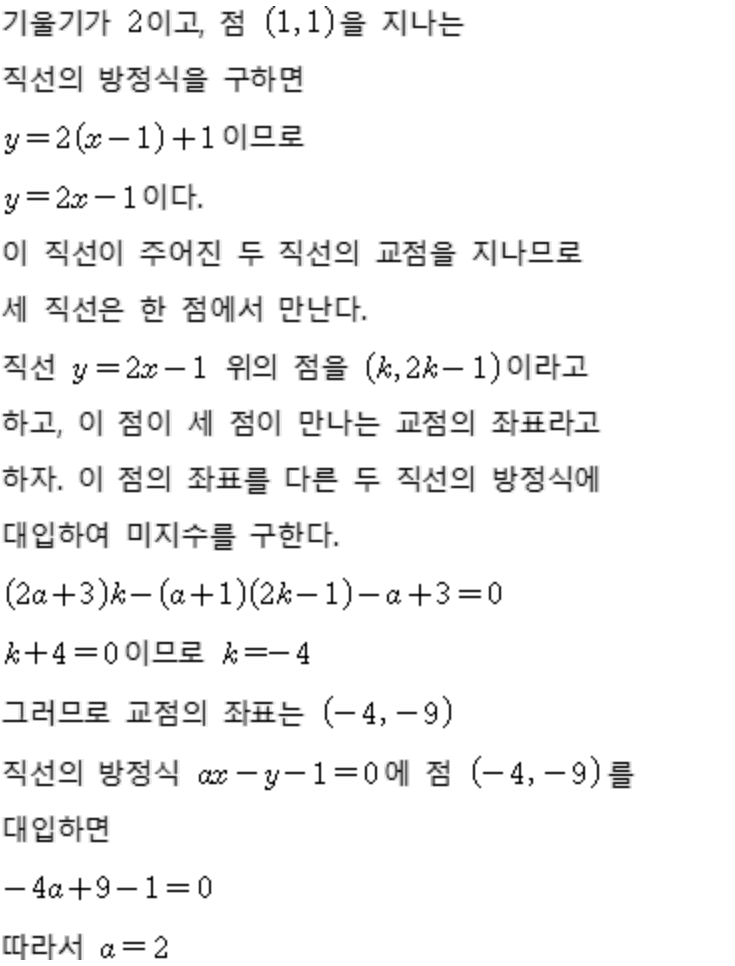 기울기가 2이고, 점 (1,1)을 지나는
직선의 방정식을 구하면
y=2(x-1)+1이므로
y=2x-1이다.
이 직선이 주어진 두 직선의 교점을 지나므로
세 직선은 한 점에서 만난다.
직선 y=2x-1 위의 점을 (k,2k-1)이라고
하고, 이 점이 세 점이 만나는 교점의 좌표라고
하자. 이 점의 좌표를 다른 두 직선의 방정식에
대입하여 미지수를 구한다.
(2a+3)k-(a+1)(2k-1)-a+3=0
k+4=0이므로 k=-4
그러므로 교점의 좌표는 (-4,-9)
직선의 방정식 ax-y-1=0에 점 (-4,-9)를
대입하면
-4a+9-1=0
따라서 a=2